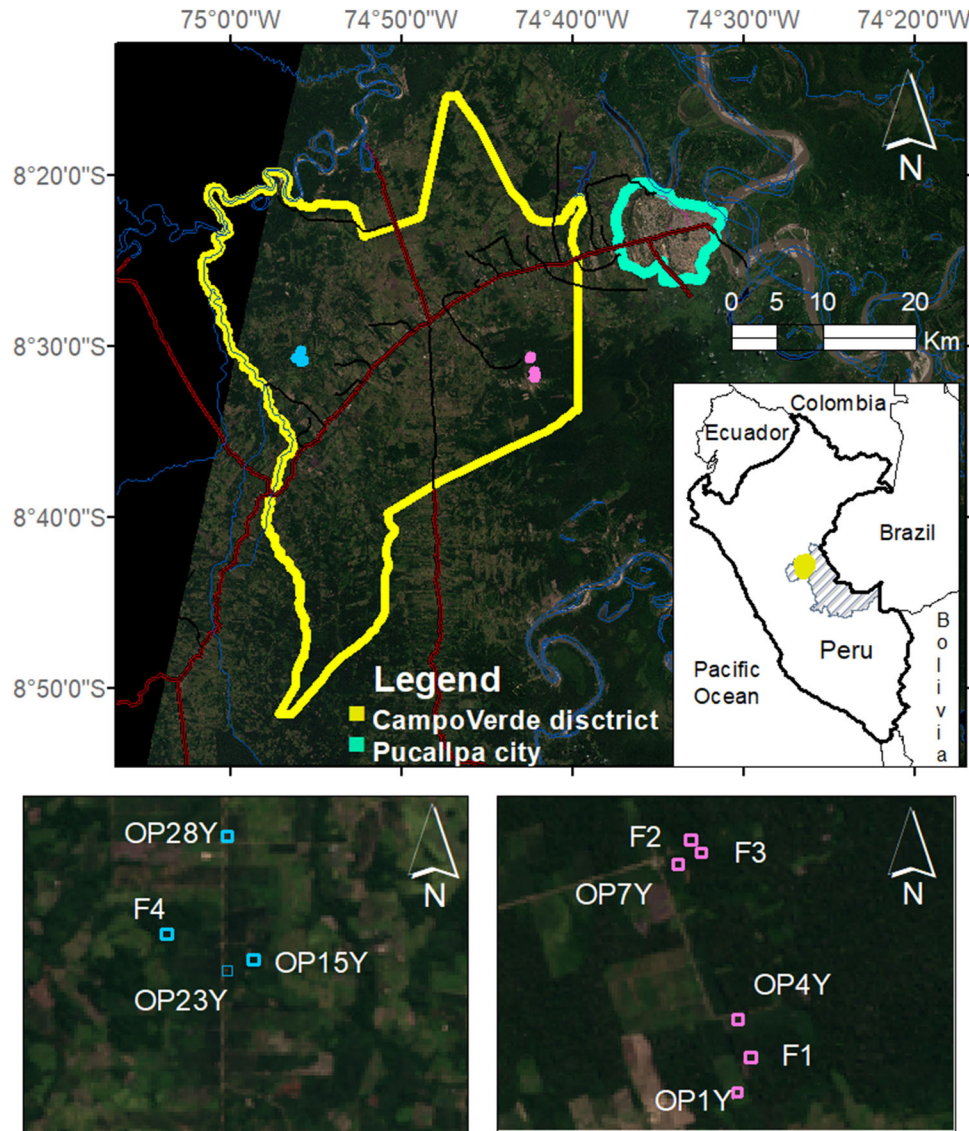 75°0'0"W 74°50'0"W 74°40'0"W 74°30'0"W 74°20'0"W
N
8°20'0"S
0 5 10 20
Km
8°30'0"S
Colombia
Ecuador
Brazil
8°40'0"S
Peru
Bolivia
Pacific
Ocean
8°50'0"S
Legend
CampoVerde disctrict
Pucallpa city
OP28Y
N
F4
OP15Y
OP23Y
F2
F3
N
OP7Y
OP4Y
F1
OP1Y